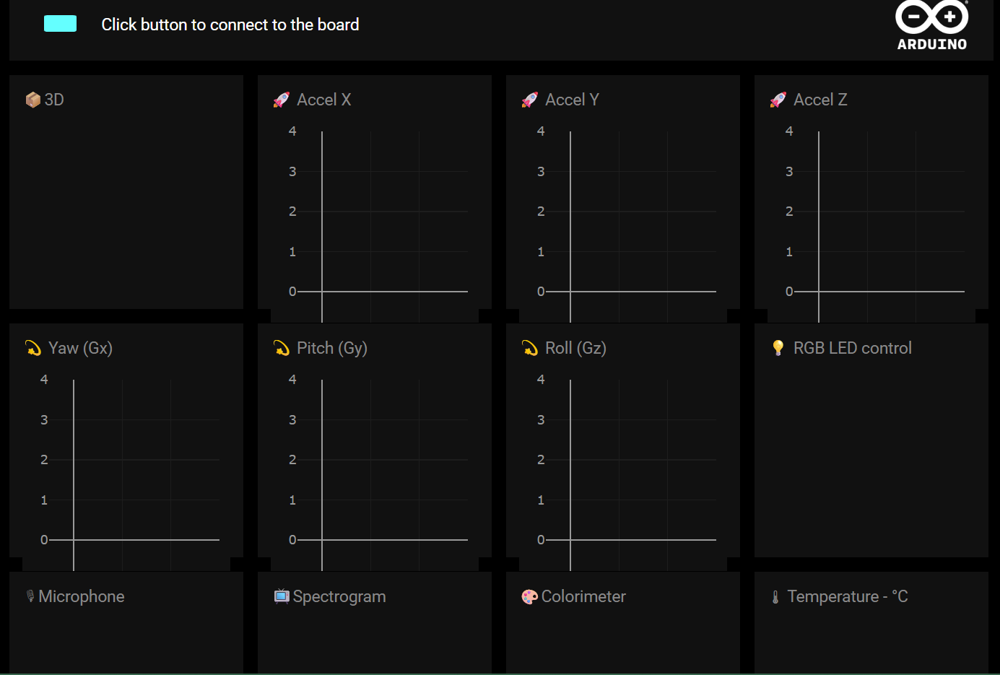 Click button to connect to the board
ARDUINO
📦 3D
🚀 Accel X
4
3
2
1
0
🚀 Accel Y
4
3
2
1
0
🚀 Accel Z
4
3
2
1
0
💫 Yaw (Gx)
4
3
2
1
0
💫 Pitch (Gy)
4
3
2
1
0
💫 Roll (Gz)
4
3
2
1
0
💡 RGB LED control
🎙 Microphone
📺 Spectrogram
🎨 Colorimeter
🌡 Temperature - °C